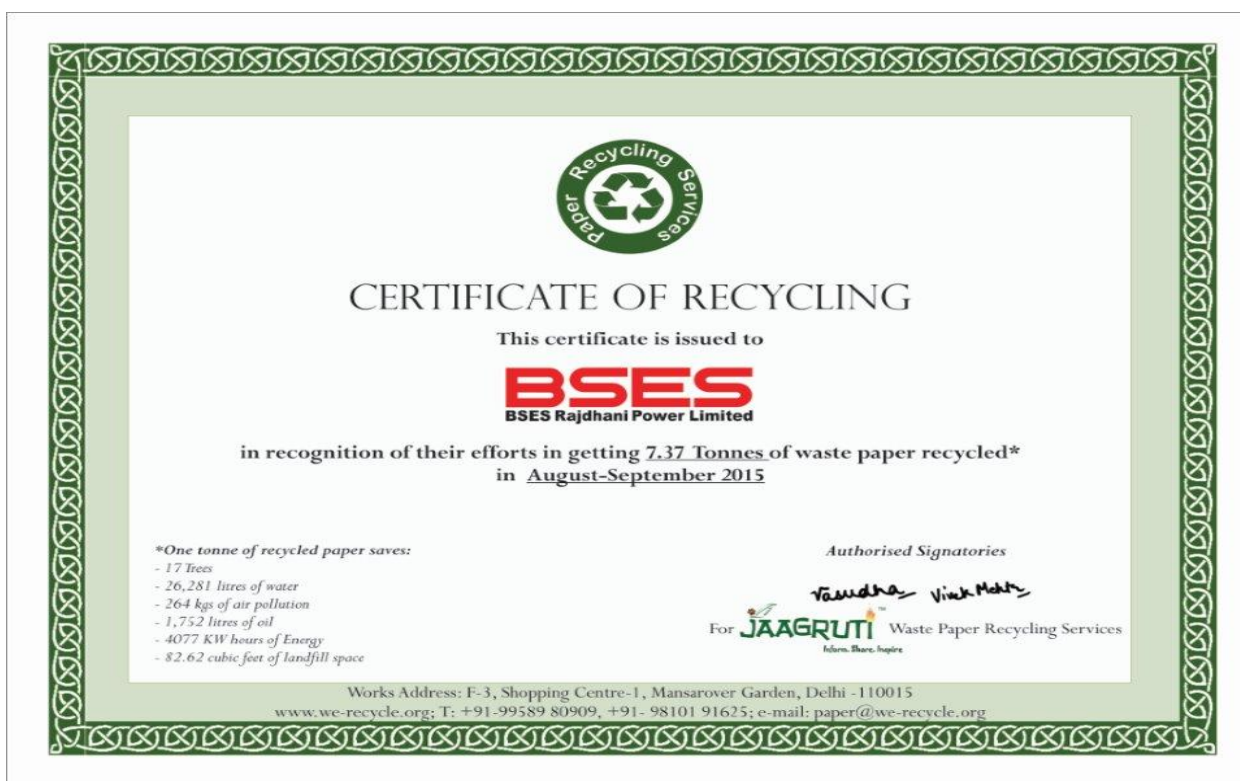 Paper Recycling Services
CERTIFICATE OF RECYCLING
This certificate is issued to
BSES
BSES Rajdhani Power Limited
in recognition of their efforts in getting 7.37 Tonnes of waste paper recycled*
in August-September 2015
*One tonne of recycled paper saves:
- 17 Trees
- 26,281 litres of water
- 264 kgs of air pollution
- 1,752 litres of oil
- 4077 KW hours of Energy
- 82.62 cubic feet of landfill space
Authorised Signatories
Vasudha Vivek Mehta
For JAAGRUTI™ Waste Paper Recycling Services
Inform. Share. Inspire
Works Address: F-3, Shopping Centre-1, Mansarover Garden, Delhi -110015
www.we-recycle.org; T: +91-99589 80909, +91- 98101 91625; e-mail: paper@we-recycle.org